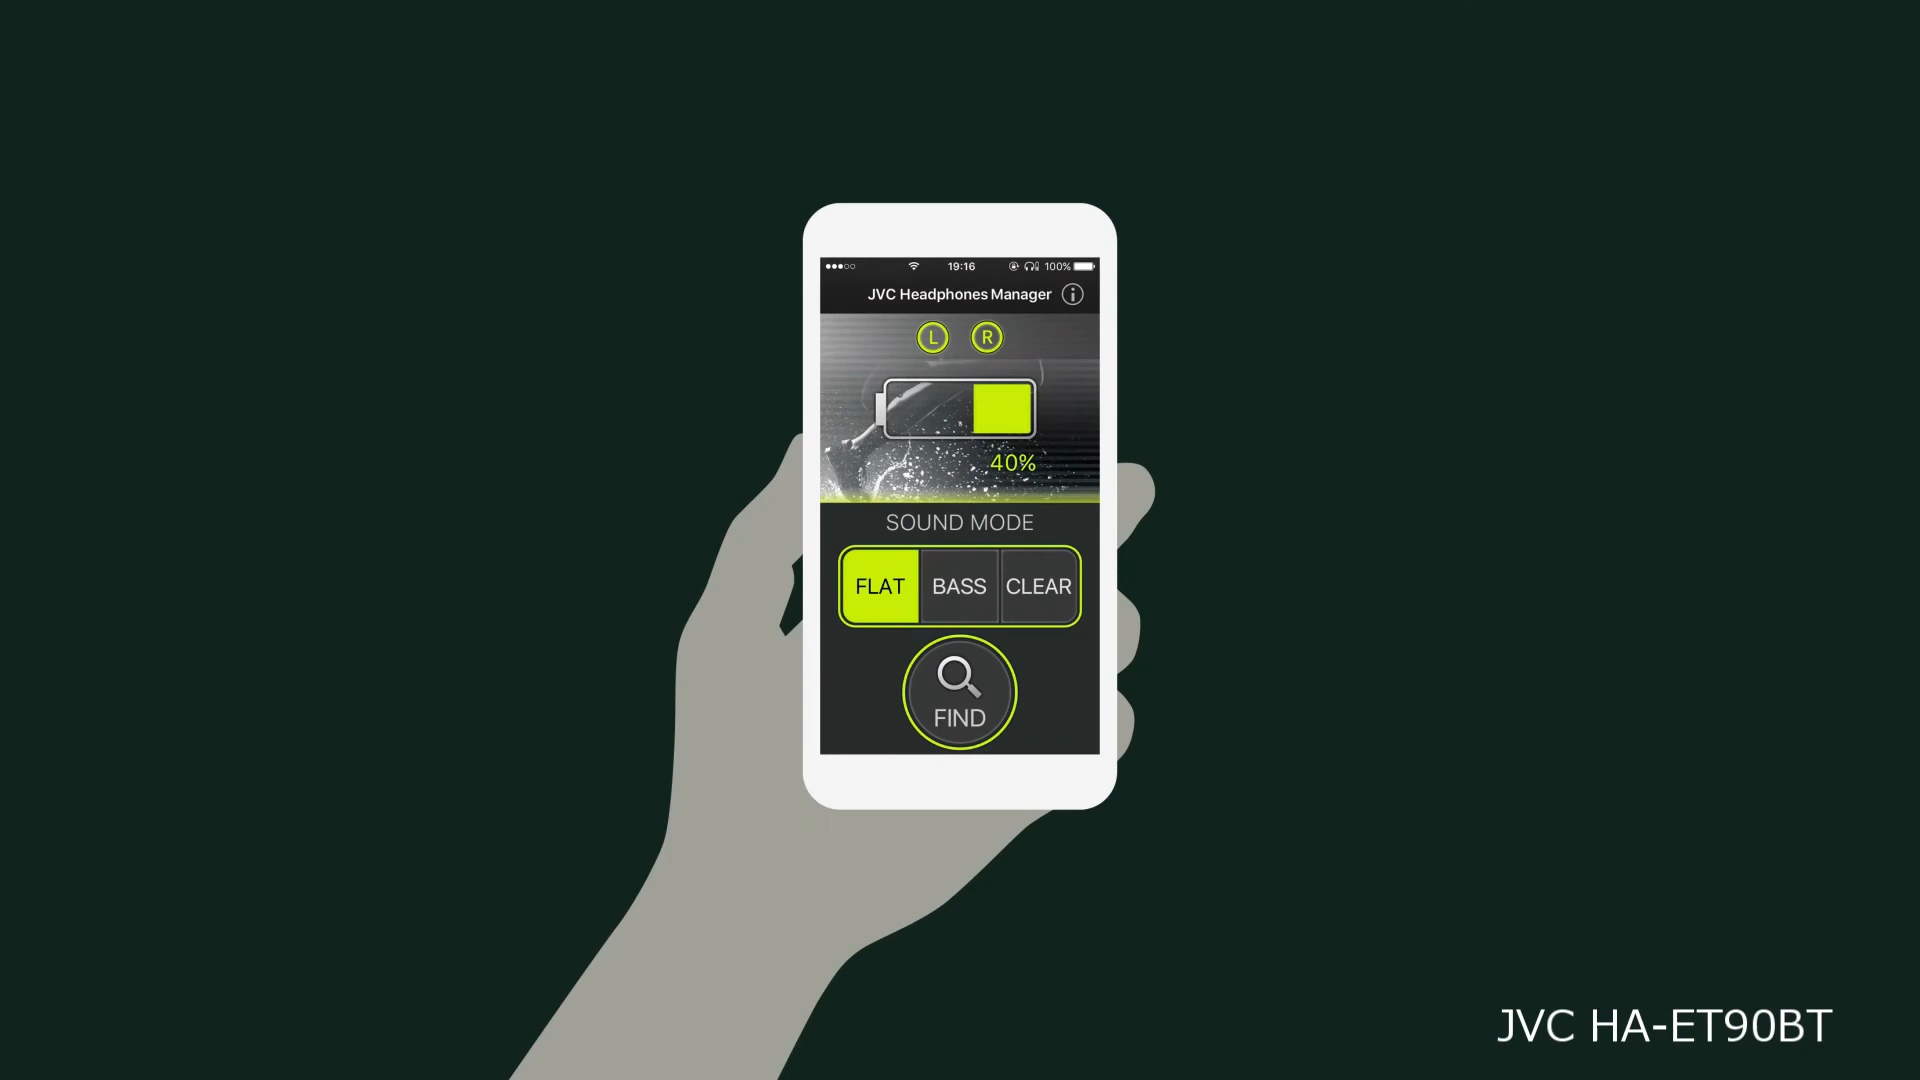 19:16 100%
JVC Headphones Manager
L R
40%
SOUND MODE
FLAT BASS CLEAR
FIND
JVC HA-ET90BT